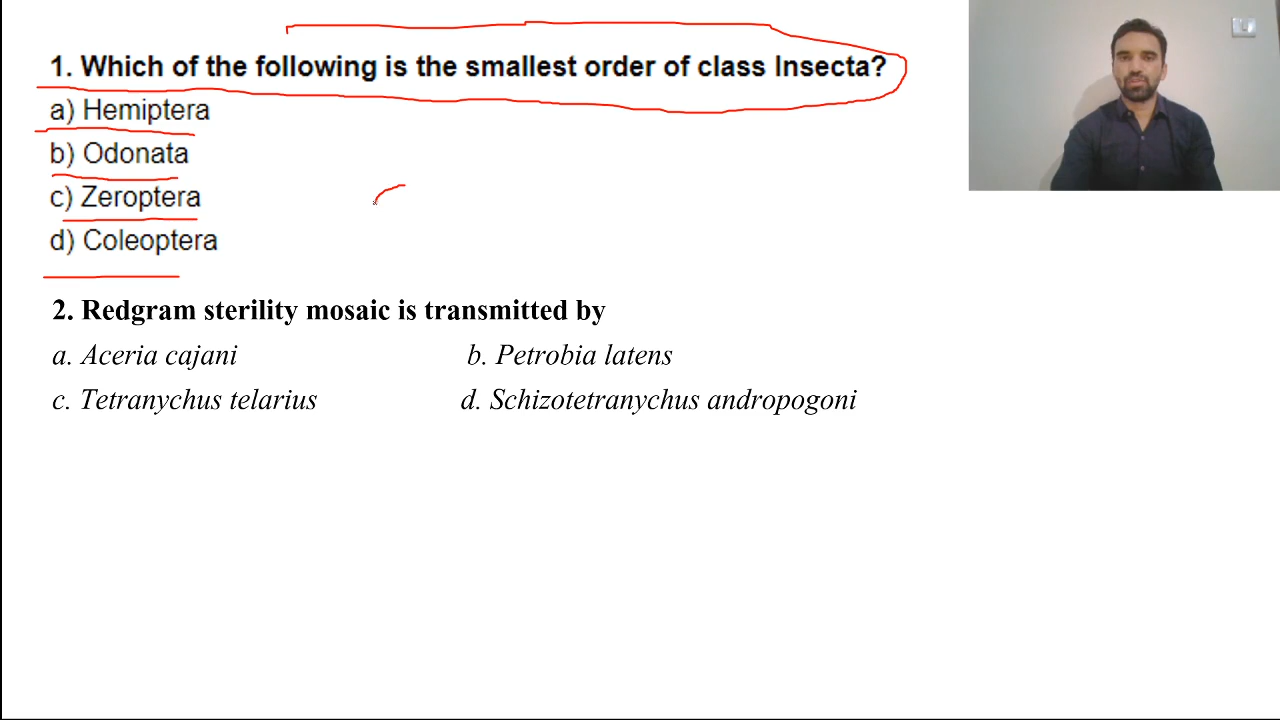 1. Which of the following is the smallest order of class Insecta?
a) Hemiptera
b) Odonata
c) Zeroptera
d) Coleoptera
2. Redgram sterility mosaic is transmitted by
a. Aceria cajani b. Petrobia latens
c. Tetranychus telarius d. Schizotetranychus andropogoni